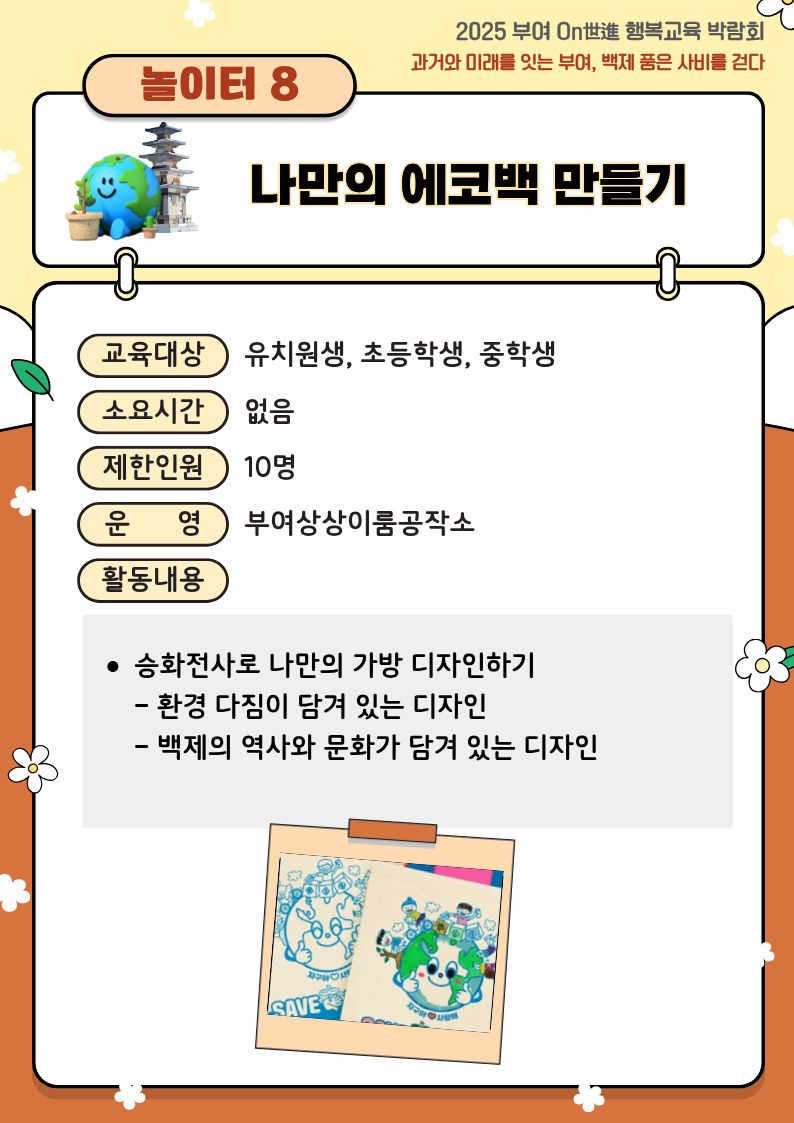 2025 부여 On世進 행복교육 박람회
과거와 미래를 잇는 부여, 백제 품은 사비를 걷다
놀이터 8
나만의 에코백 만들기
교육대상 유치원생, 초등학생, 중학생
소요시간 없음
제한인원 10명
운 영 부여상상이룸공작소
활동내용
• 승화전사로 나만의 가방 디자인하기
- 환경 다짐이 담겨 있는 디자인
- 백제의 역사와 문화가 담겨 있는 디자인
지구야 사랑해
SAVE